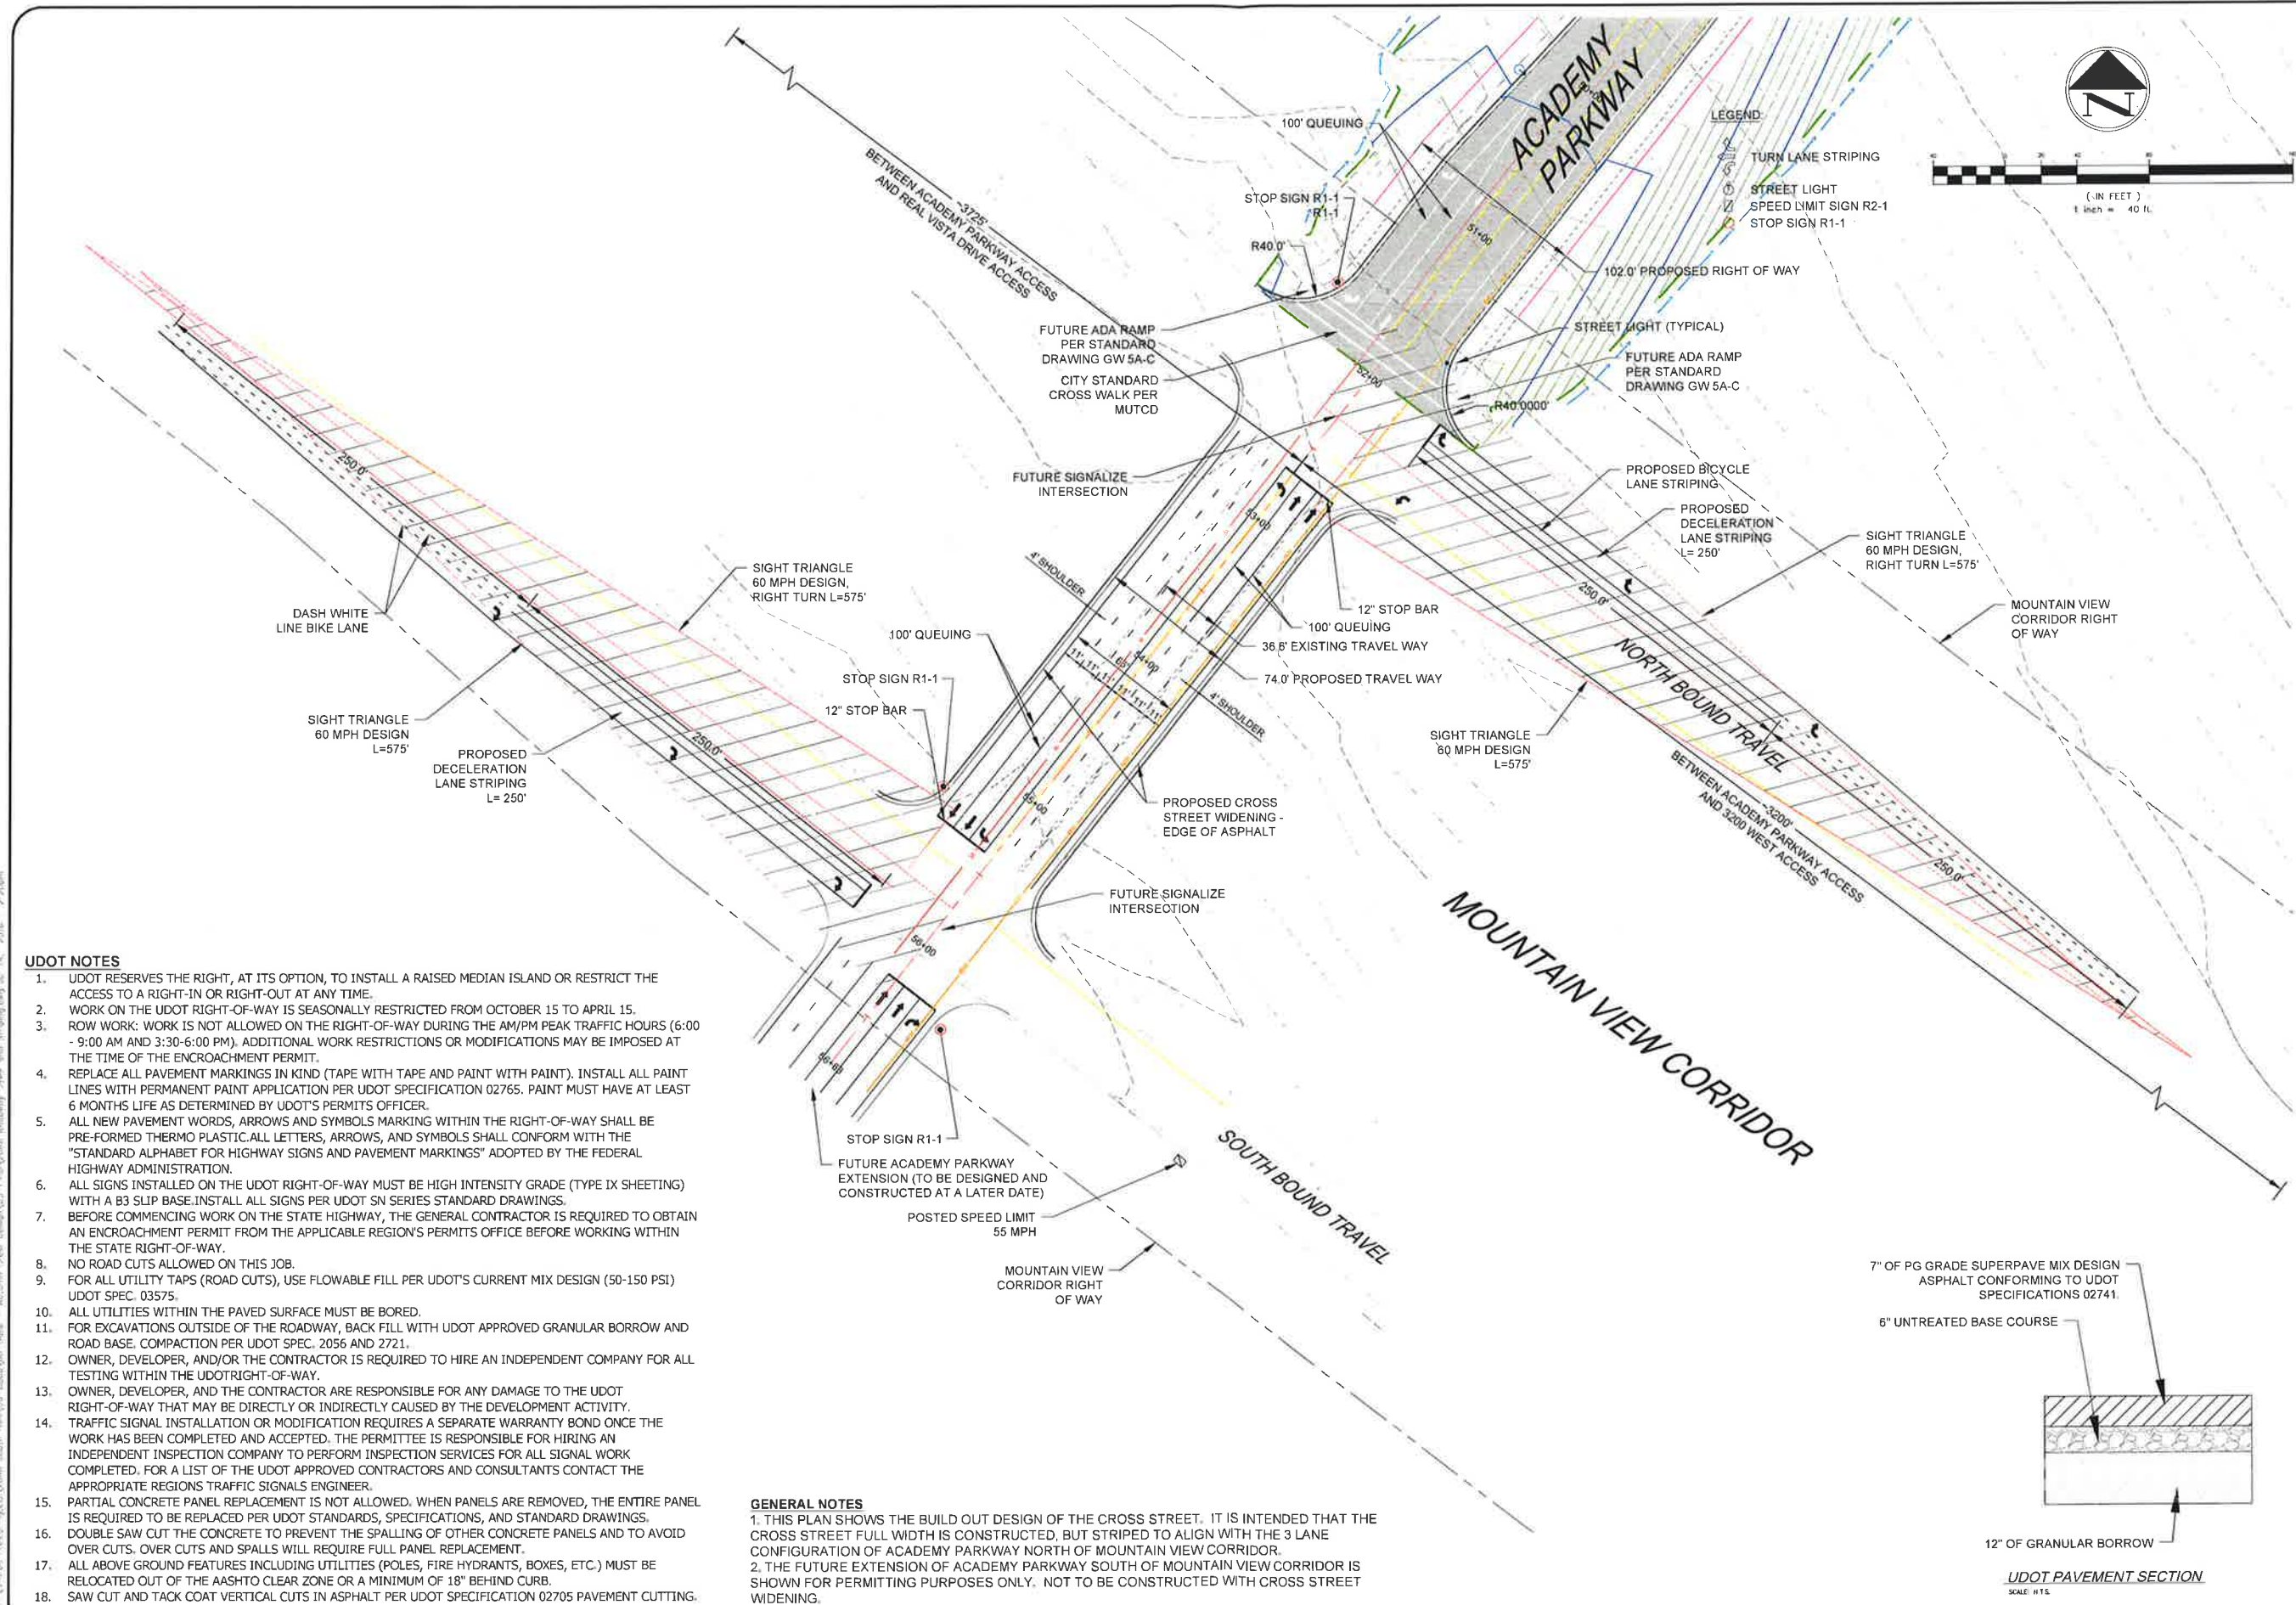 ACADEMY
PARKWAY
100' QUEUING
LEGEND
TURN LANE STRIPING
STREET LIGHT
SPEED LIMIT SIGN R2-1
STOP SIGN R1-1
( IN FEET )
1 inch = 40 ft.
~3725'
BETWEEN ACADEMY PARKWAY ACCESS
AND REAL VISTA DRIVE ACCESS
STOP SIGN R1-1
R1-1
R40.0'
51+00
102.0' PROPOSED RIGHT OF WAY
FUTURE ADA RAMP
PER STANDARD
DRAWING GW 5A-C
CITY STANDARD
CROSS WALK PER
MUTCD
STREET LIGHT (TYPICAL)
FUTURE ADA RAMP
PER STANDARD
DRAWING GW 5A-C
52+00
R40.0000'
FUTURE SIGNALIZE
INTERSECTION
PROPOSED BICYCLE
LANE STRIPING
PROPOSED
DECELERATION
LANE STRIPING
L= 250'
SIGHT TRIANGLE
60 MPH DESIGN,
RIGHT TURN L=575'
250.0'
53+00
4' SHOULDER
SIGHT TRIANGLE
60 MPH DESIGN,
RIGHT TURN L=575'
DASH WHITE
LINE BIKE LANE
12" STOP BAR
100' QUEUING
36.6' EXISTING TRAVEL WAY
74.0' PROPOSED TRAVEL WAY
250.0'
MOUNTAIN VIEW
CORRIDOR RIGHT
OF WAY
100' QUEUING
54+00
11' 11' 11' 11' 11' 11'
4' SHOULDER
STOP SIGN R1-1
12" STOP BAR
NORTH BOUND TRAVEL
SIGHT TRIANGLE
60 MPH DESIGN
L=575'
SIGHT TRIANGLE
60 MPH DESIGN
L=575'
250.0'
PROPOSED
DECELERATION
LANE STRIPING
L= 250'
55+00
PROPOSED CROSS
STREET WIDENING -
EDGE OF ASPHALT
~3200'
BETWEEN ACADEMY PARKWAY ACCESS
AND 3200 WEST ACCESS
250.0'
FUTURE SIGNALIZE
INTERSECTION
56+00
MOUNTAIN VIEW CORRIDOR
56+63
STOP SIGN R1-1
FUTURE ACADEMY PARKWAY
EXTENSION (TO BE DESIGNED AND
CONSTRUCTED AT A LATER DATE)
POSTED SPEED LIMIT
55 MPH
SOUTH BOUND TRAVEL
MOUNTAIN VIEW
CORRIDOR RIGHT
OF WAY
UDOT NOTES
1. UDOT RESERVES THE RIGHT, AT ITS OPTION, TO INSTALL A RAISED MEDIAN ISLAND OR RESTRICT THE
ACCESS TO A RIGHT-IN OR RIGHT-OUT AT ANY TIME.
2. WORK ON THE UDOT RIGHT-OF-WAY IS SEASONALLY RESTRICTED FROM OCTOBER 15 TO APRIL 15.
3. ROW WORK: WORK IS NOT ALLOWED ON THE RIGHT-OF-WAY DURING THE AM/PM PEAK TRAFFIC HOURS (6:00
- 9:00 AM AND 3:30-6:00 PM). ADDITIONAL WORK RESTRICTIONS OR MODIFICATIONS MAY BE IMPOSED AT
THE TIME OF THE ENCROACHMENT PERMIT.
4. REPLACE ALL PAVEMENT MARKINGS IN KIND (TAPE WITH TAPE AND PAINT WITH PAINT). INSTALL ALL PAINT
LINES WITH PERMANENT PAINT APPLICATION PER UDOT SPECIFICATION 02765. PAINT MUST HAVE AT LEAST
6 MONTHS LIFE AS DETERMINED BY UDOT'S PERMITS OFFICER.
5. ALL NEW PAVEMENT WORDS, ARROWS AND SYMBOLS MARKING WITHIN THE RIGHT-OF-WAY SHALL BE
PRE-FORMED THERMO PLASTIC.ALL LETTERS, ARROWS, AND SYMBOLS SHALL CONFORM WITH THE
"STANDARD ALPHABET FOR HIGHWAY SIGNS AND PAVEMENT MARKINGS" ADOPTED BY THE FEDERAL
HIGHWAY ADMINISTRATION.
6. ALL SIGNS INSTALLED ON THE UDOT RIGHT-OF-WAY MUST BE HIGH INTENSITY GRADE (TYPE IX SHEETING)
WITH A B3 SLIP BASE.INSTALL ALL SIGNS PER UDOT SN SERIES STANDARD DRAWINGS.
7. BEFORE COMMENCING WORK ON THE STATE HIGHWAY, THE GENERAL CONTRACTOR IS REQUIRED TO OBTAIN
AN ENCROACHMENT PERMIT FROM THE APPLICABLE REGION'S PERMITS OFFICE BEFORE WORKING WITHIN
THE STATE RIGHT-OF-WAY.
8. NO ROAD CUTS ALLOWED ON THIS JOB.
9. FOR ALL UTILITY TAPS (ROAD CUTS), USE FLOWABLE FILL PER UDOT'S CURRENT MIX DESIGN (50-150 PSI)
UDOT SPEC. 03575.
10. ALL UTILITIES WITHIN THE PAVED SURFACE MUST BE BORED.
11. FOR EXCAVATIONS OUTSIDE OF THE ROADWAY, BACK FILL WITH UDOT APPROVED GRANULAR BORROW AND
ROAD BASE. COMPACTION PER UDOT SPEC. 2056 AND 2721.
12. OWNER, DEVELOPER, AND/OR THE CONTRACTOR IS REQUIRED TO HIRE AN INDEPENDENT COMPANY FOR ALL
TESTING WITHIN THE UDOTRIGHT-OF-WAY.
13. OWNER, DEVELOPER, AND THE CONTRACTOR ARE RESPONSIBLE FOR ANY DAMAGE TO THE UDOT
RIGHT-OF-WAY THAT MAY BE DIRECTLY OR INDIRECTLY CAUSED BY THE DEVELOPMENT ACTIVITY.
14. TRAFFIC SIGNAL INSTALLATION OR MODIFICATION REQUIRES A SEPARATE WARRANTY BOND ONCE THE
WORK HAS BEEN COMPLETED AND ACCEPTED. THE PERMITTEE IS RESPONSIBLE FOR HIRING AN
INDEPENDENT INSPECTION COMPANY TO PERFORM INSPECTION SERVICES FOR ALL SIGNAL WORK
COMPLETED. FOR A LIST OF THE UDOT APPROVED CONTRACTORS AND CONSULTANTS CONTACT THE
APPROPRIATE REGIONS TRAFFIC SIGNALS ENGINEER.
15. PARTIAL CONCRETE PANEL REPLACEMENT IS NOT ALLOWED. WHEN PANELS ARE REMOVED, THE ENTIRE PANEL
IS REQUIRED TO BE REPLACED PER UDOT STANDARDS, SPECIFICATIONS, AND STANDARD DRAWINGS.
16. DOUBLE SAW CUT THE CONCRETE TO PREVENT THE SPALLING OF OTHER CONCRETE PANELS AND TO AVOID
OVER CUTS. OVER CUTS AND SPALLS WILL REQUIRE FULL PANEL REPLACEMENT.
17. ALL ABOVE GROUND FEATURES INCLUDING UTILITIES (POLES, FIRE HYDRANTS, BOXES, ETC.) MUST BE
RELOCATED OUT OF THE AASHTO CLEAR ZONE OR A MINIMUM OF 18" BEHIND CURB.
18. SAW CUT AND TACK COAT VERTICAL CUTS IN ASPHALT PER UDOT SPECIFICATION 02705 PAVEMENT CUTTING.
GENERAL NOTES
1. THIS PLAN SHOWS THE BUILD OUT DESIGN OF THE CROSS STREET. IT IS INTENDED THAT THE
CROSS STREET FULL WIDTH IS CONSTRUCTED, BUT STRIPED TO ALIGN WITH THE 3 LANE
CONFIGURATION OF ACADEMY PARKWAY NORTH OF MOUNTAIN VIEW CORRIDOR.
2. THE FUTURE EXTENSION OF ACADEMY PARKWAY SOUTH OF MOUNTAIN VIEW CORRIDOR IS
SHOWN FOR PERMITTING PURPOSES ONLY. NOT TO BE CONSTRUCTED WITH CROSS STREET
WIDENING.
7" OF PG GRADE SUPERPAVE MIX DESIGN
ASPHALT CONFORMING TO UDOT
SPECIFICATIONS 02741.
6" UNTREATED BASE COURSE
12" OF GRANULAR BORROW
UDOT PAVEMENT SECTION
SCALE: N.T.S.
N